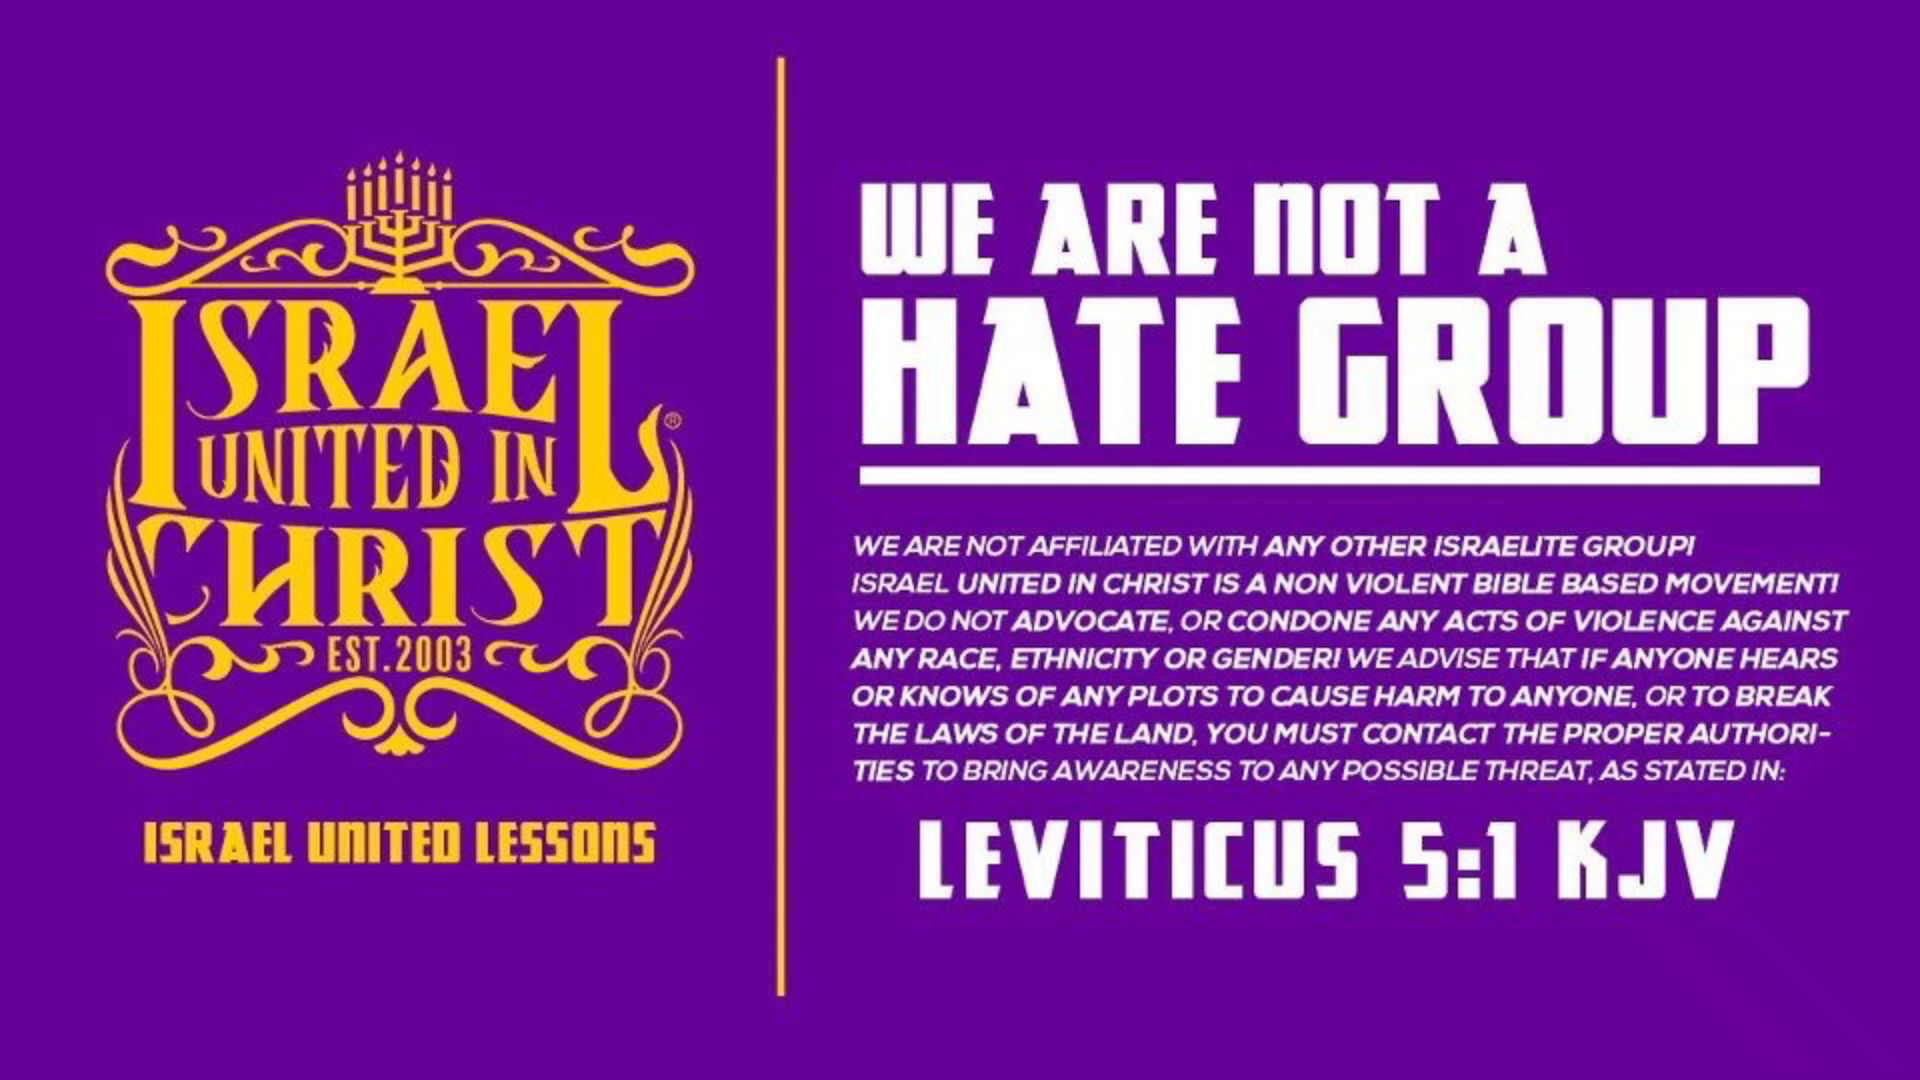 ISRAEL
UNITED IN
CHRIST
®
EST.2003
ISRAEL UNITED LESSONS
WE ARE NOT A
HATE GROUP
WE ARE NOT AFFILIATED WITH ANY OTHER ISRAELITE GROUP!
ISRAEL UNITED IN CHRIST IS A NON VIOLENT BIBLE BASED MOVEMENT!
WE DO NOT ADVOCATE, OR CONDONE ANY ACTS OF VIOLENCE AGAINST
ANY RACE, ETHNICITY OR GENDER! WE ADVISE THAT IF ANYONE HEARS
OR KNOWS OF ANY PLOTS TO CAUSE HARM TO ANYONE, OR TO BREAK
THE LAWS OF THE LAND, YOU MUST CONTACT THE PROPER AUTHORI-
TIES TO BRING AWARENESS TO ANY POSSIBLE THREAT, AS STATED IN:
LEVITICUS 5:1 KJV